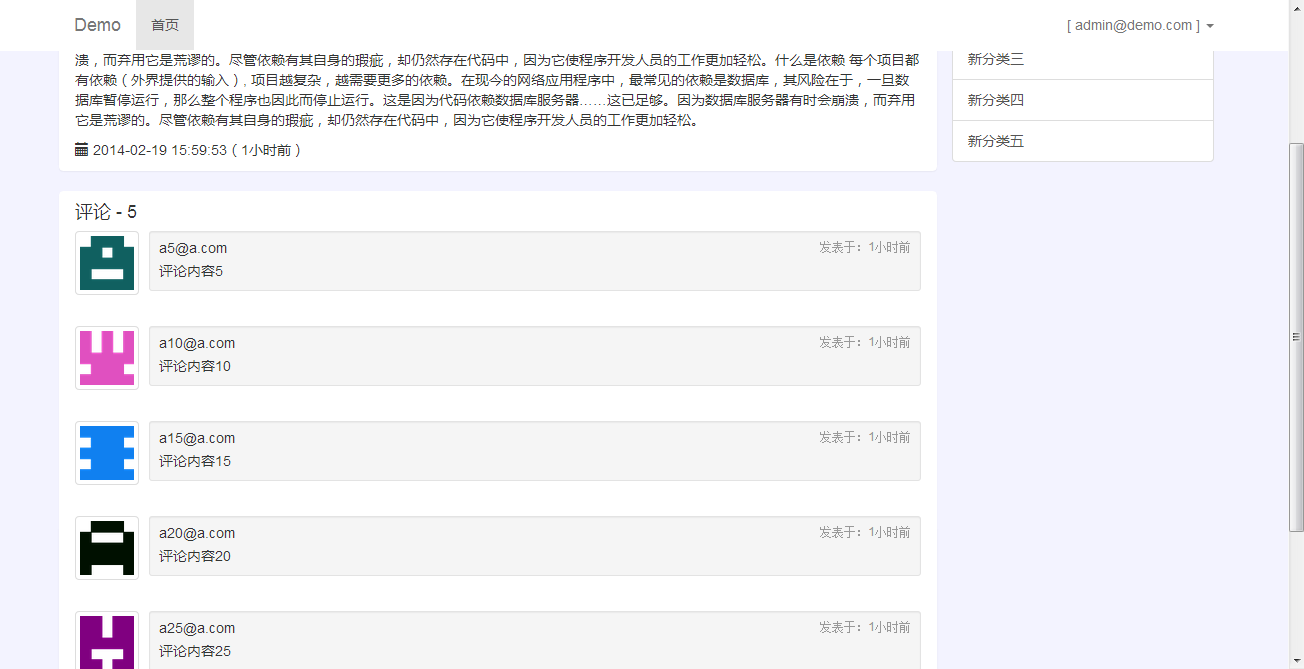 Demo 首页 [ admin@demo.com ]
溃，而弃用它是荒谬的。尽管依赖有其自身的瑕疵，却仍然存在代码中，因为它使程序开发人员的工作更加轻松。什么是依赖 每个项目都
有依赖（外界提供的输入）, 项目越复杂，越需要更多的依赖。在现今的网络应用程序中，最常见的依赖是数据库，其风险在于，一旦数
据库暂停运行，那么整个程序也因此而停止运行。这是因为代码依赖数据库服务器……这已足够。因为数据库服务器有时会崩溃，而弃用
它是荒谬的。尽管依赖有其自身的瑕疵，却仍然存在代码中，因为它使程序开发人员的工作更加轻松。
2014-02-19 15:59:53 ( 1小时前 )
新分类三
新分类四
新分类五
评论 - 5
a5@a.com 发表于：1小时前
评论内容5
a10@a.com 发表于：1小时前
评论内容10
a15@a.com 发表于：1小时前
评论内容15
a20@a.com 发表于：1小时前
评论内容20
a25@a.com 发表于：1小时前
评论内容25